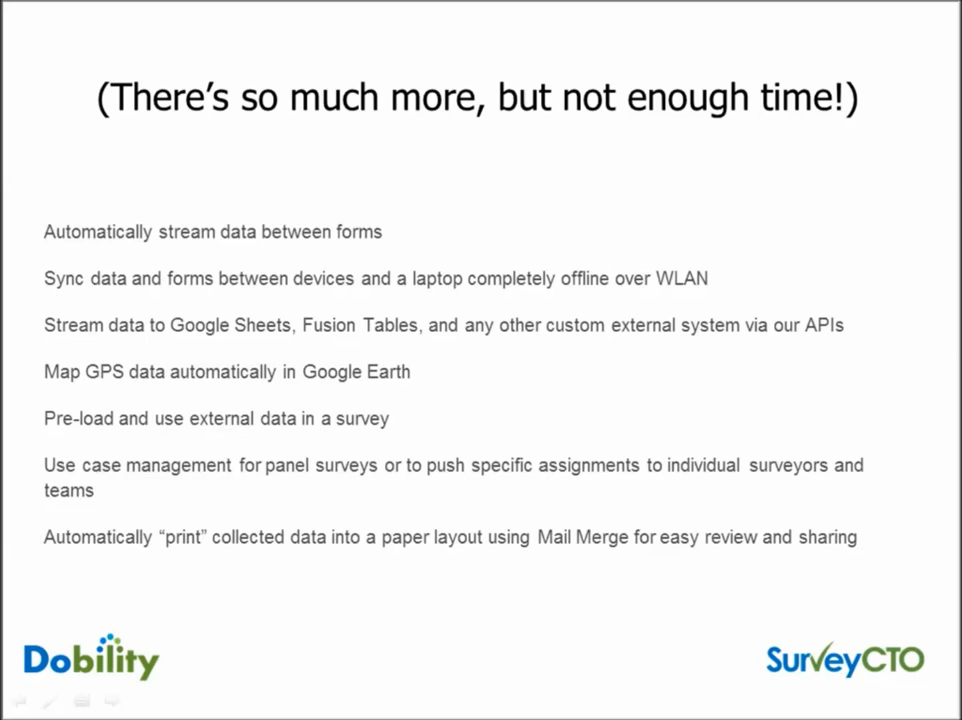 (There's so much more, but not enough time!)
Automatically stream data between forms
Sync data and forms between devices and a laptop completely offline over WLAN
Stream data to Google Sheets, Fusion Tables, and any other custom external system via our APIs
Map GPS data automatically in Google Earth
Pre-load and use external data in a survey
Use case management for panel surveys or to push specific assignments to individual surveyors and
teams
Automatically “print” collected data into a paper layout using Mail Merge for easy review and sharing
Dobility
SurveyCTO